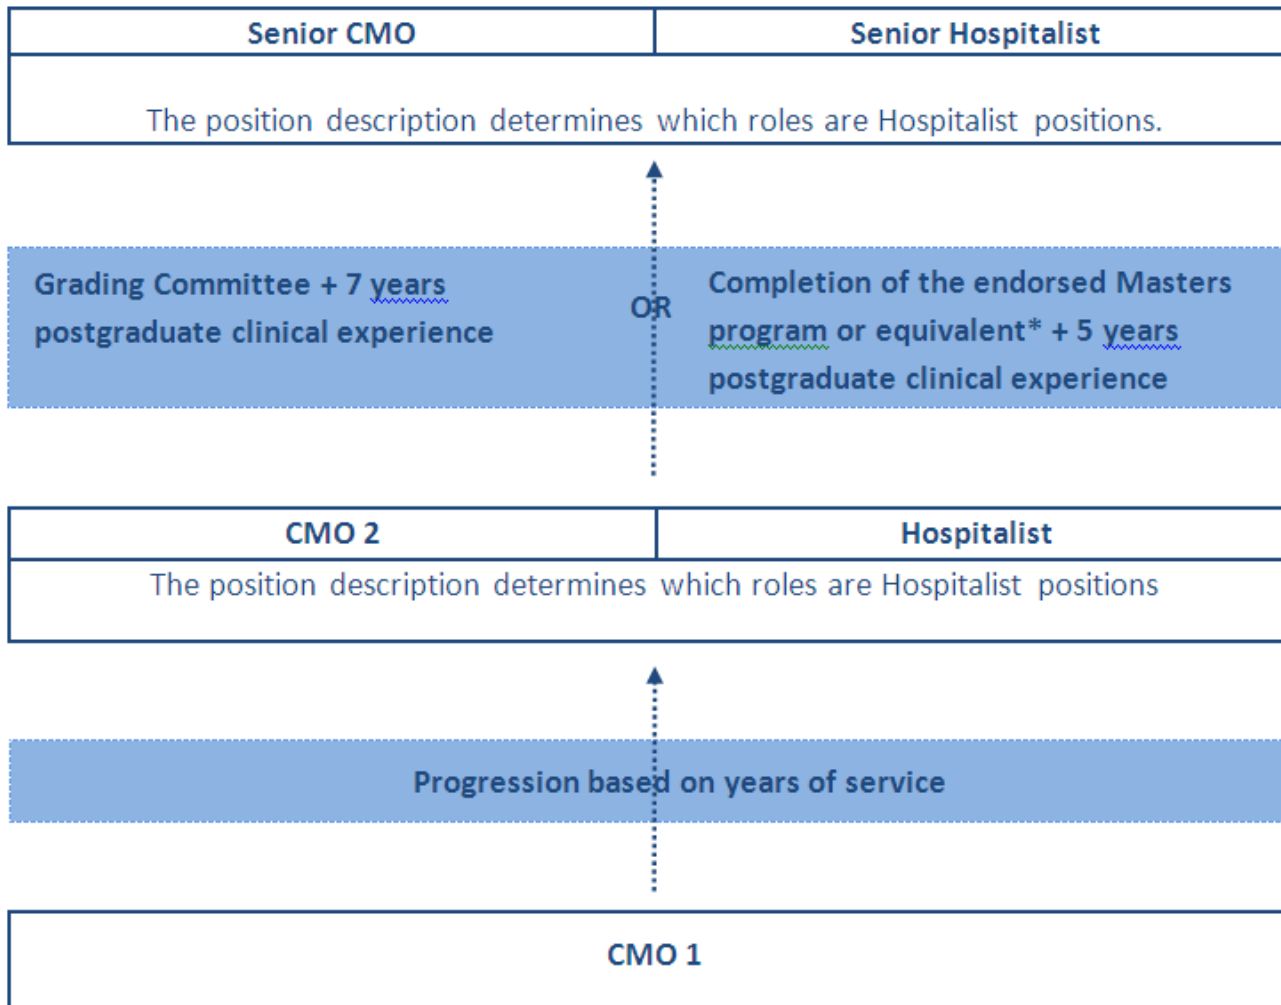 Senior CMO
Senior Hospitalist
The position description determines which roles are Hospitalist positions.
Grading Committee + 7 years
postgraduate clinical experience
OR
Completion of the endorsed Masters
program or equivalent* + 5 years
postgraduate clinical experience
CMO 2
Hospitalist
The position description determines which roles are Hospitalist positions
Progression based on years of service
CMO 1